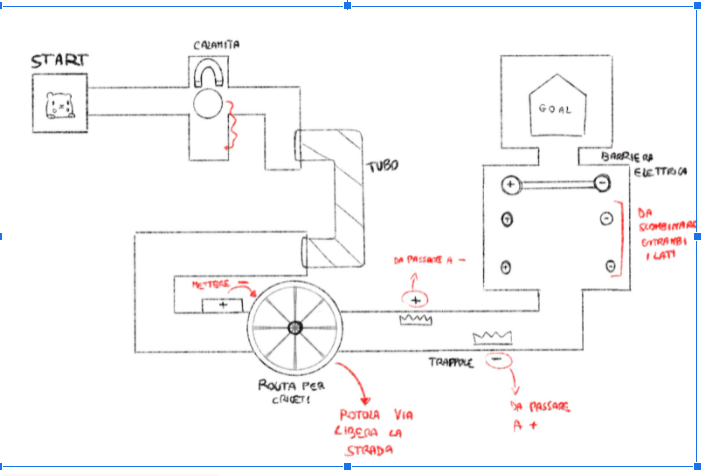 START
CALAMITA
TUBO
GOAL
BARRIERA
ELETTRICA
+
-
+
-
+
-
DA
SCOMBINARE
ENTRAMBI
I LATI
METTERE -
+
DA PASSARE A -
+
TRAPPOLE
-
DA PASSARE
A +
RUOTA PER
CRICETI
ROTOLA VIA
LIBERA LA
STRADA